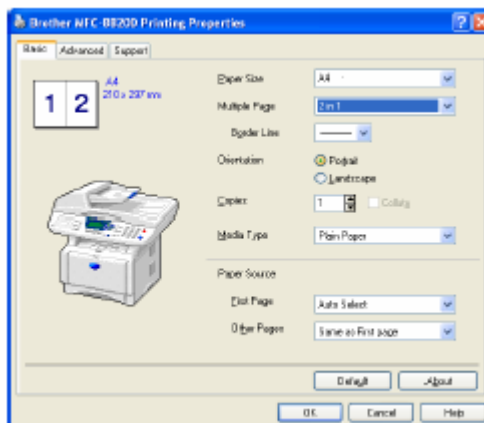 Brother MFC-8820D Printing Properties
Basic Advanced Support
1 2
A4
210 x 297 mm
Paper Size A4
Multiple Page 2 in 1
Border Line
Orientation Portrait
Landscape
Copies 1 Collate
Media Type Plain Paper
Paper Source
First Page Auto Select
Other Pages Same as First page
Default About
OK Cancel Help